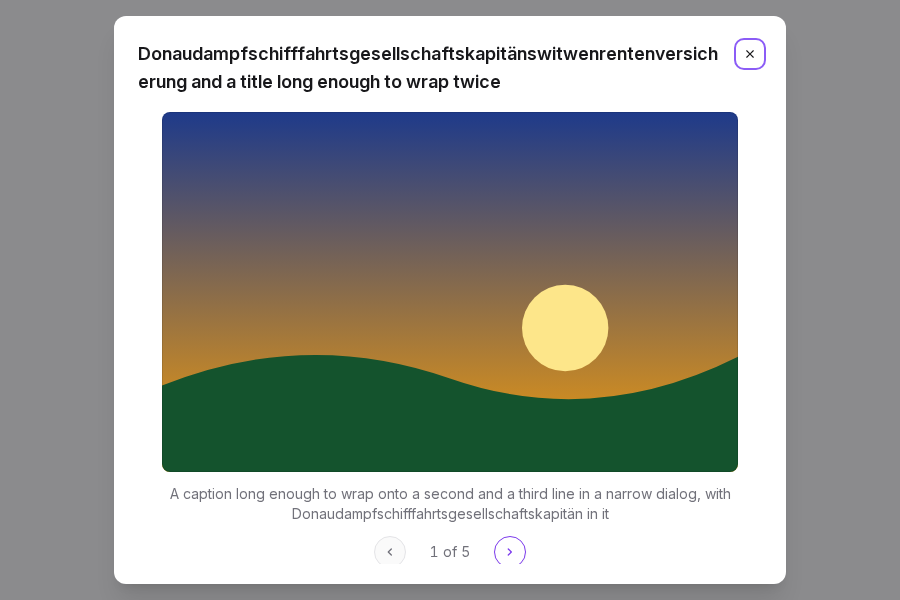 Donaudampfschifffahrtsgesellschaftskapitänswitwenrentenversich
erung and a title long enough to wrap twice
A caption long enough to wrap onto a second and a third line in a narrow dialog, with
Donaudampfschifffahrtsgesellschaftskapitän in it
1 of 5